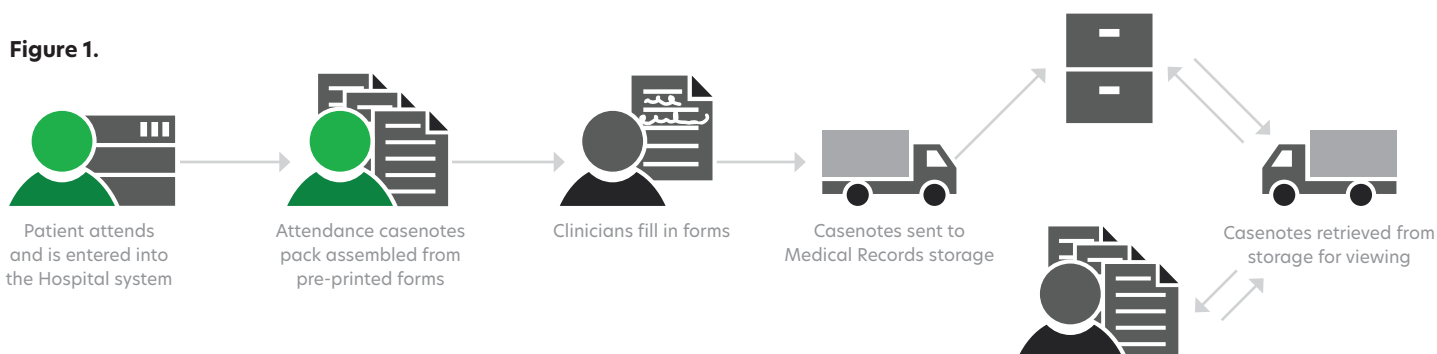 Figure 1.
Patient attends
and is entered into
the Hospital system
Attendance casenotes
pack assembled from
pre-printed forms
Clinicians fill in forms
Casenotes sent to
Medical Records storage
Casenotes retrieved from
storage for viewing